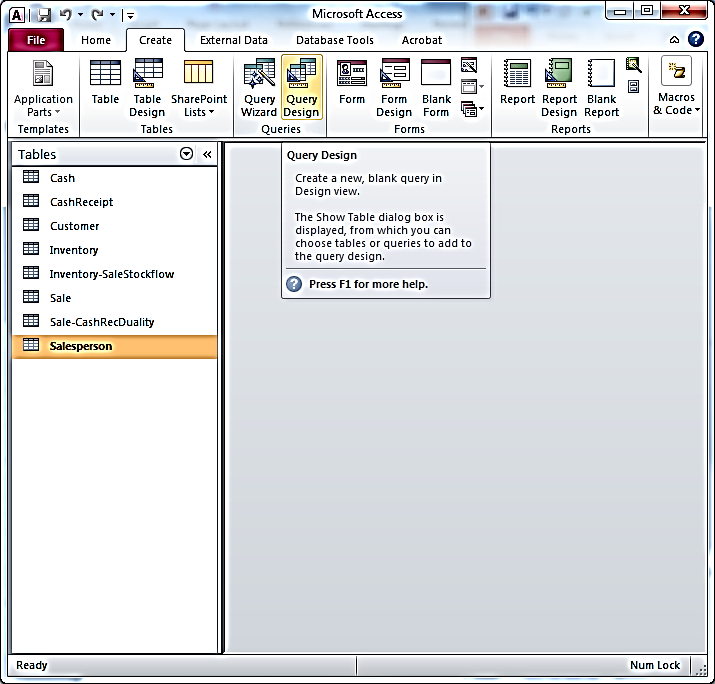 Microsoft Access
File Home Create External Data Database Tools Acrobat
Application Parts
Table
Table Design
SharePoint Lists
Query Wizard
Query Design
Form
Form Design
Blank Form
Report
Report Design
Blank Report
Macros & Code
Templates Tables Queries Forms Reports
Tables
Cash
CashReceipt
Customer
Inventory
Inventory-SaleStockflow
Sale
Sale-CashRecDuality
Salesperson
Query Design
Create a new, blank query in
Design view.
The Show Table dialog box is
displayed, from which you can
choose tables or queries to add to
the query design.
Press F1 for more help.
Ready Num Lock